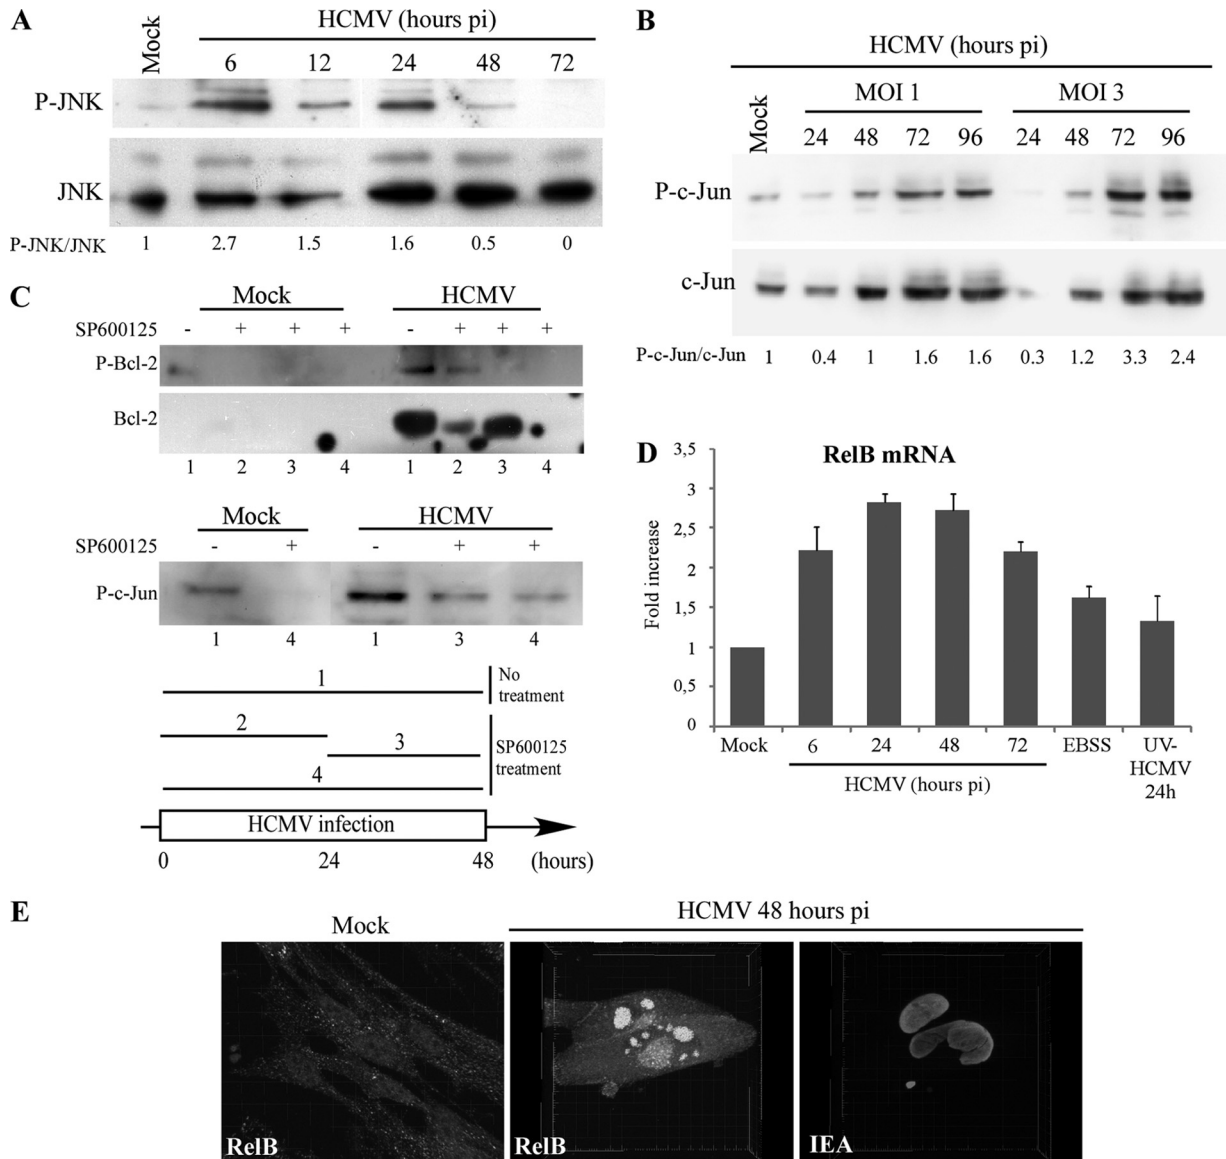 A
HCMV (hours pi)
Mock
6 12 24 48 72
P-JNK
JNK
P-JNK/JNK 1 2.7 1.5 1.6 0.5 0
B
HCMV (hours pi)
Mock
MOI 1 MOI 3
24 48 72 96 24 48 72 96
P-c-Jun
c-Jun
P-c-Jun/c-Jun 1 0.4 1 1.6 1.6 0.3 1.2 3.3 2.4
C
Mock HCMV
SP600125 - + + + - + + +
P-Bcl-2
Bcl-2
1 2 3 4 1 2 3 4
Mock HCMV
SP600125 - + - + +
P-c-Jun
1 4 1 3 4
1
No
treatment
2
3
4
SP600125
treatment
HCMV infection
0 24 48 (hours)
D
RelB mRNA
Fold increase
3,5
3
2,5
2
1,5
1
0,5
0
Mock 6 24 48 72 EBSS UV-
HCMV
24h
HCMV (hours pi)
E
Mock
HCMV 48 hours pi
RelB
RelB
IEA